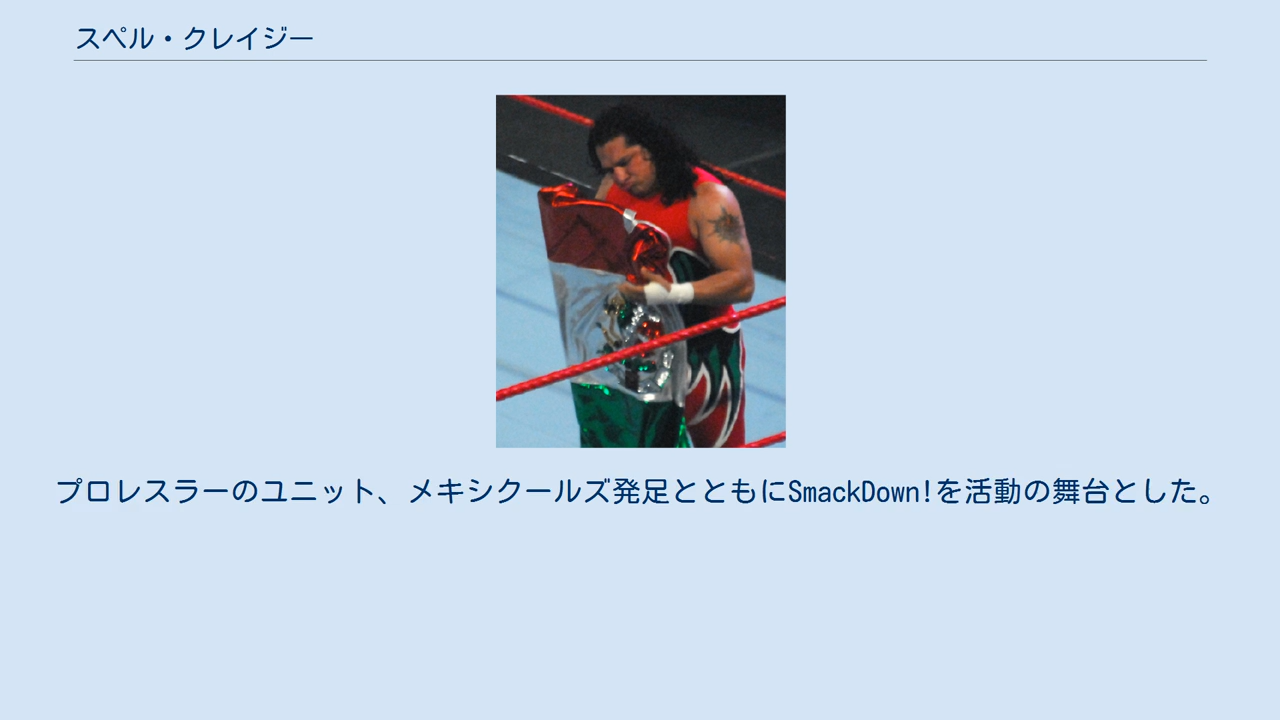 スペル・クレイジー
プロレスラーのユニット、メキシクールズ発足とともにSmackDown!を活動の舞台とした。